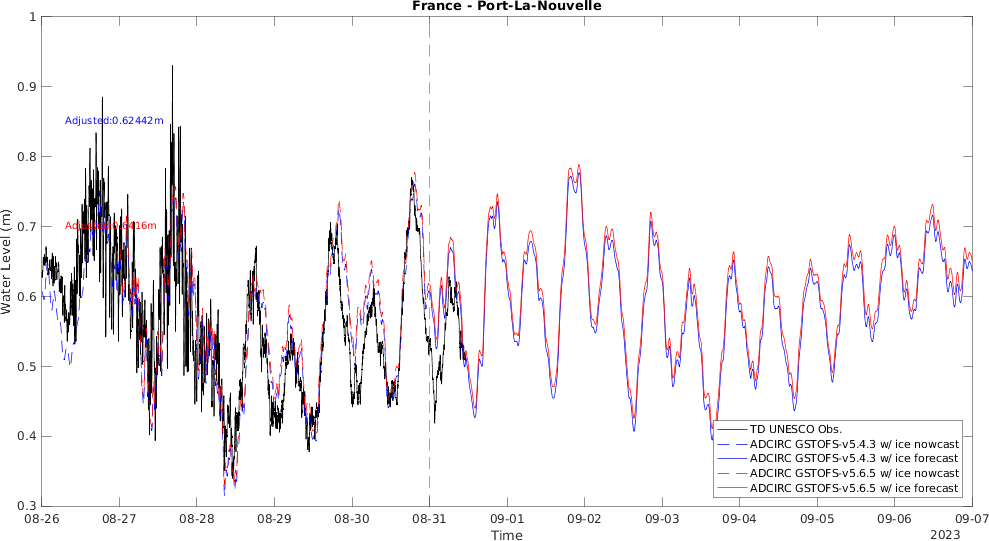 France - Port-La-Nouvelle
1
0.9
0.8
0.7
0.6
0.5
0.4
0.3
Water Level (m)
Adjusted:0.62442m
08-26
08-27
08-28
08-29
08-30
08-31
09-01
09-02
09-03
09-04
09-05
09-06
09-07
Time
2023
TD UNESCO Obs.
ADCIRC GSTOFS-v5.4.3 w/ ice nowcast
ADCIRC GSTOFS-v5.4.3 w/ ice forecast
ADCIRC GSTOFS-v5.6.5 w/ ice nowcast
ADCIRC GSTOFS-v5.6.5 w/ ice forecast